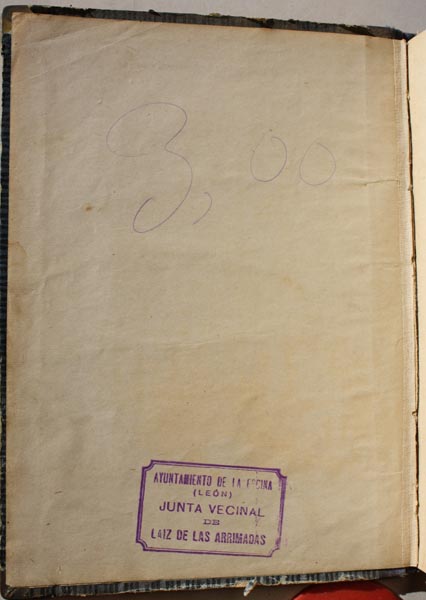 3,00
AYUNTAMIENTO DE LA ERCINA
(LEÓN)
JUNTA VECINAL
DE
LAIZ DE LAS ARRIMADAS